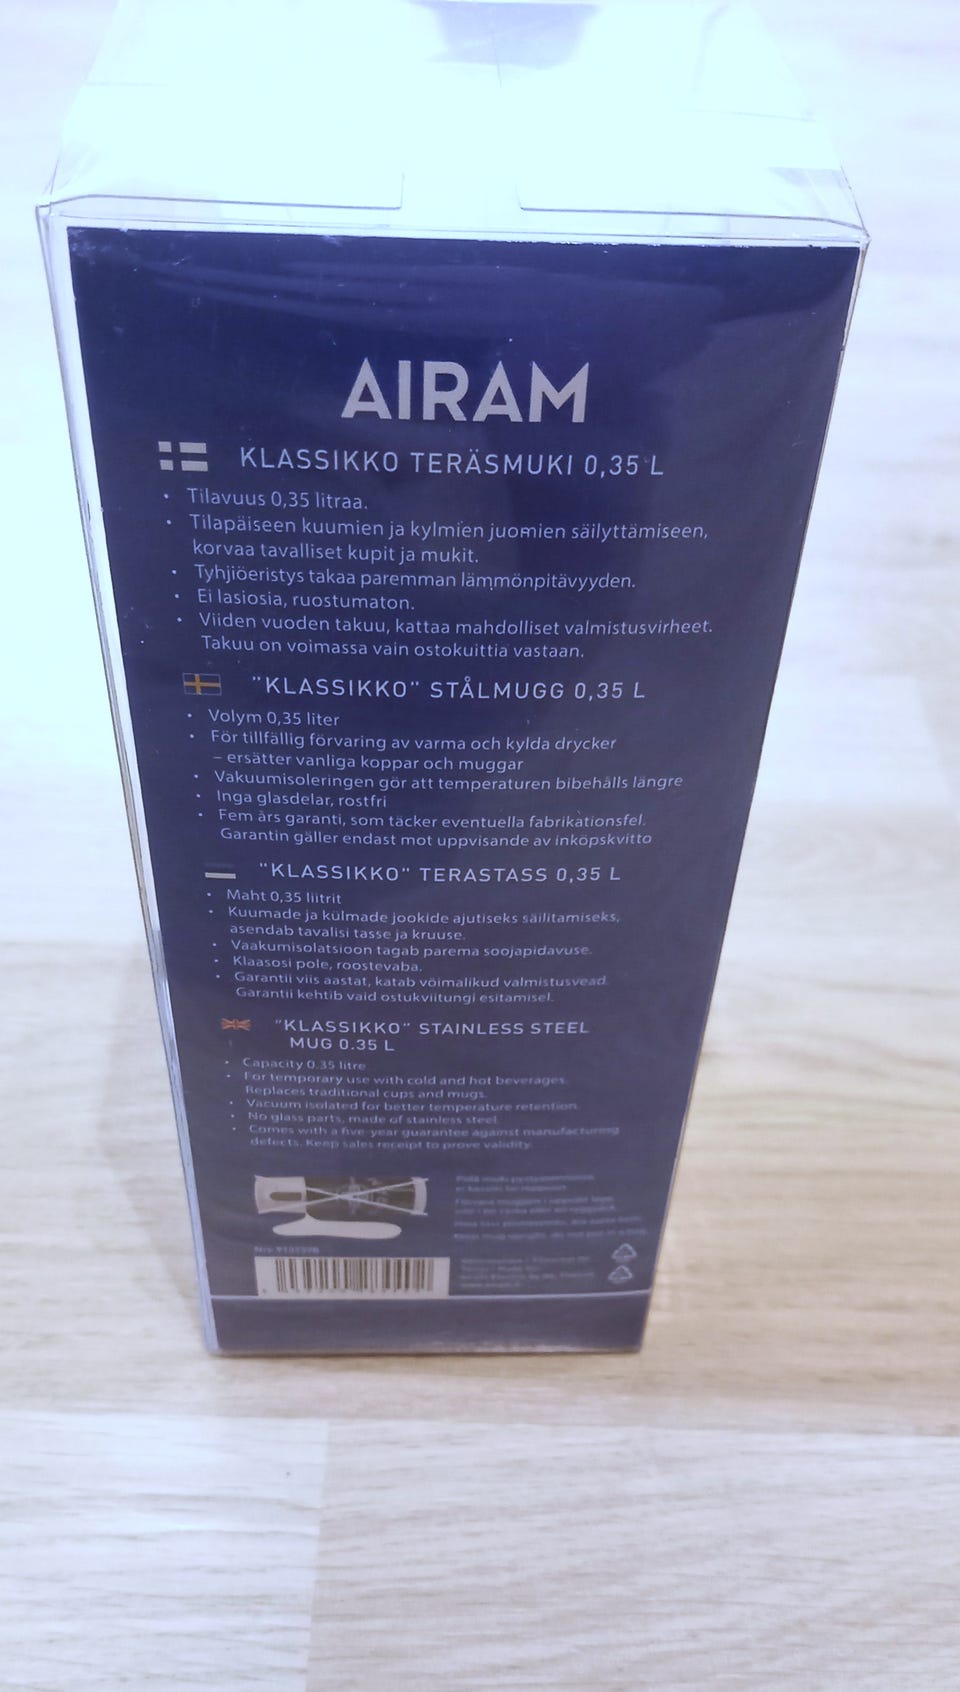 AIRAM
KLASSIKKO TERÄSMUKI 0,35 L
• Tilavuus 0,35 litraa.
• Tilapäiseen kuumien ja kylmien juomien säilyttämiseen,
korvaa tavalliset kupit ja mukit.
• Tyhjiöeristys takaa paremman lämmönpitävyyden.
• Ei lasiosia, ruostumaton.
• Viiden vuoden takuu, kattaa mahdolliset valmistusvirheet.
Takuu on voimassa vain ostokuittia vastaan.
"KLASSIKKO" STÅLMUGG 0,35 L
• Volym 0,35 liter
• För tillfällig förvaring av varma och kylda drycker
– ersätter vanliga koppar och muggar
• Vakuumisoleringen gör att temperaturen bibehålls längre
• Inga glasdelar, rostfri
• Fem års garanti, som täcker eventuella fabrikationsfel.
Garantin gäller endast mot uppvisande av inköpskvitto
"KLASSIKKO" TERASTASS 0,35 L
• Maht 0,35 liitrit
• Kuumade ja külmade jookide ajutiseks säilitamiseks,
asendab tavalisi tasse ja kruuse.
• Vaakumisolatsioon tagab parema soojapidavuse.
• Klaasosi pole, roostevaba.
• Garantii viis aastat, katab võimalikud valmistusvead.
Garantii kehtib vaid ostukviitungi esitamisel.
"KLASSIKKO" STAINLESS STEEL
MUG 0.35 L
• Capacity 0.35 litre
• For temporary use with cold and hot beverages.
Replaces traditional cups and mugs.
• Vacuum isolated for better temperature retention.
• No glass parts, made of stainless steel.
• Comes with a five-year guarantee against manufacturing
defects. Keep sales receipt to prove validity.